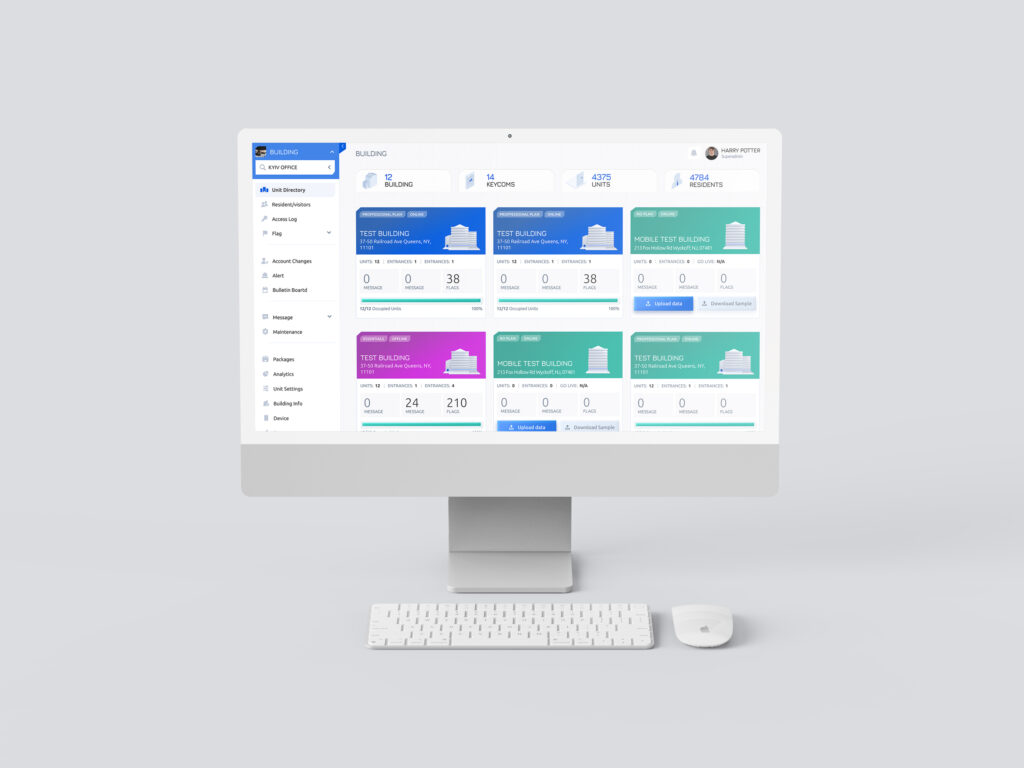 BUILDING
KYIV OFFICE
Unit Directory
Resident/visitors
Access Log
Flag
Account Changes
Alert
Bulletin Boartd
Message
Maintenance
Packages
Analytics
Unit Settings
Building Info
Device
BUILDING
HARRY POTTER
Superadmin
12
BUILDING
14
KEYCOMS
4375
UNITS
4784
RESIDENTS
PROFFESIONAL PLAN ONLINE
TEST BUILDING
37-50 Railroad Ave Queens, NY,
11101
UNITS: 12 ENTRANCES: 1 ENTRANCES: 1
0 0 38
MESSAGE MESSAGE FLAGS
12/12 Occupied Units 100%
PROFFESIONAL PLAN ONLINE
TEST BUILDING
37-50 Railroad Ave Queens, NY,
11101
UNITS: 12 ENTRANCES: 1 ENTRANCES: 1
0 0 38
MESSAGE MESSAGE FLAGS
12/12 Occupied Units 100%
NO PLAN ONLINE
MOBILE TEST BUILDING
213 Fox Hollow Rd Wyckoff, NJ, 07481
UNITS: 0 ENTRANCES: 0 GO LIVE: N/A
0 0 0
MESSAGE MESSAGE FLAGS
Upload data Download Sample
ESSENTIALL OFFLINE
TEST BUILDING
37-50 Railroad Ave Queens, NY,
11101
UNITS: 12 ENTRANCES: 1 ENTRANCES: 4
0 24 210
MESSAGE MESSAGE FLAGS
NO PLAN ONLINE
MOBILE TEST BUILDING
213 Fox Hollow Rd Wyckoff, NJ, 07481
UNITS: 0 ENTRANCES: 0 GO LIVE: N/A
0 0 0
MESSAGE MESSAGE FLAGS
Upload data Download Sample
PROFFESIONAL PLAN ONLINE
TEST BUILDING
37-50 Railroad Ave Queens, NY,
11101
UNITS: 12 ENTRANCES: 1 ENTRANCES: 1
0 0 0
MESSAGE MESSAGE FLAGS